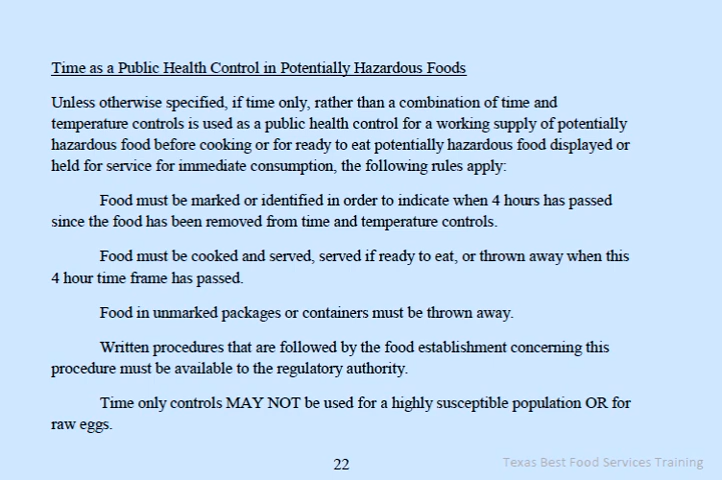 Time as a Public Health Control in Potentially Hazardous Foods
Unless otherwise specified, if time only, rather than a combination of time and
temperature controls is used as a public health control for a working supply of potentially
hazardous food before cooking or for ready to eat potentially hazardous food displayed or
held for service for immediate consumption, the following rules apply:
Food must be marked or identified in order to indicate when 4 hours has passed
since the food has been removed from time and temperature controls.
Food must be cooked and served, served if ready to eat, or thrown away when this
4 hour time frame has passed.
Food in unmarked packages or containers must be thrown away.
Written procedures that are followed by the food establishment concerning this
procedure must be available to the regulatory authority.
Time only controls MAY NOT be used for a highly susceptible population OR for
raw eggs.
22
Texas Best Food Services Training